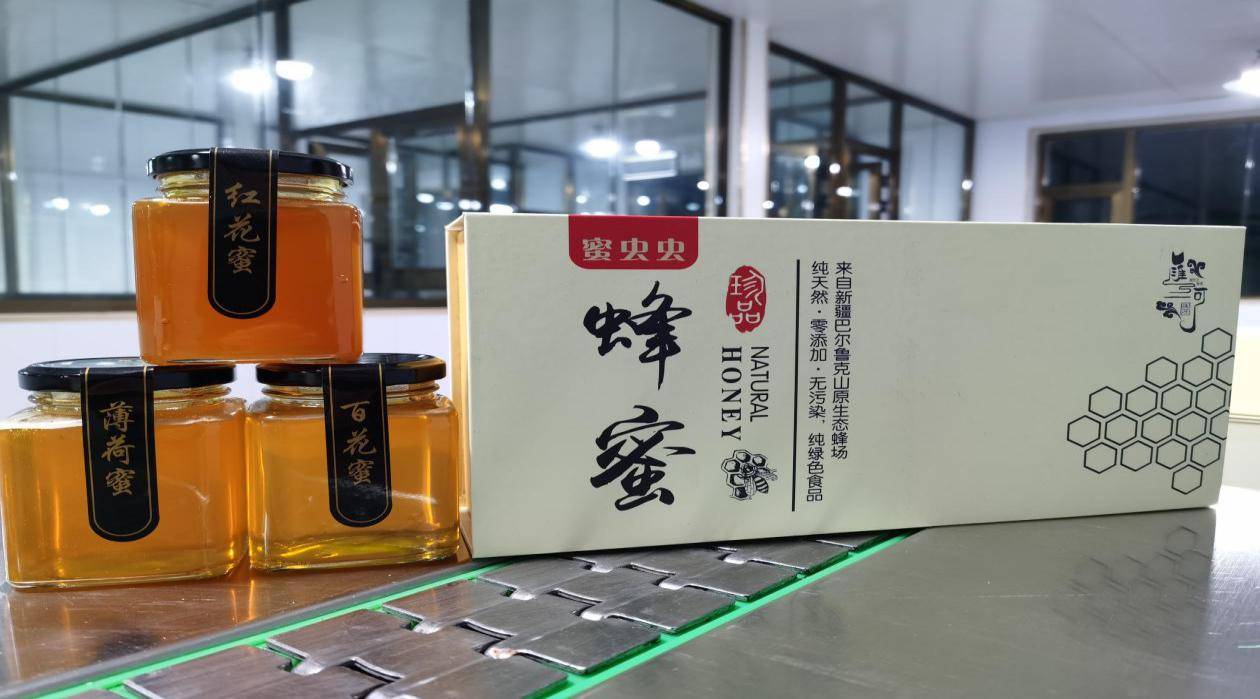 红花蜜
薄荷蜜
百花蜜
蜜虫虫
蜂蜜
珍品
NATURAL
HONEY
来自新疆巴尔鲁克山原生态蜂场
纯天然·零添加·无污染，纯绿色食品